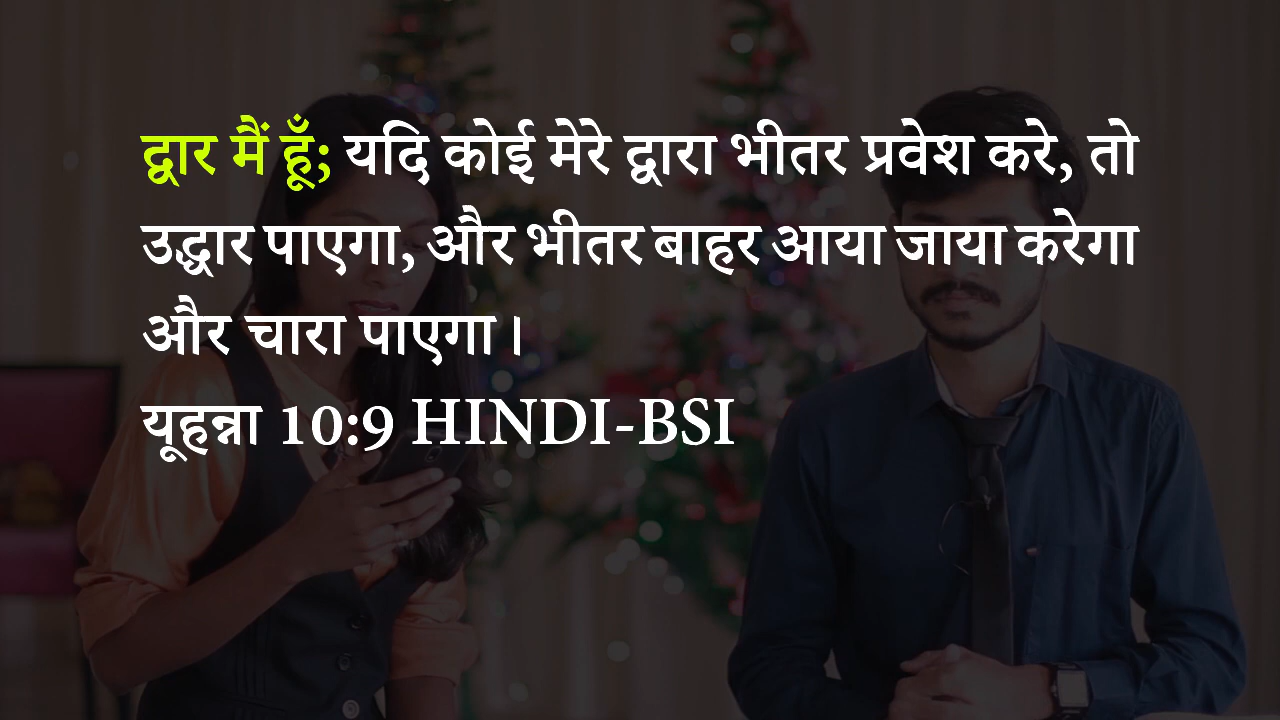 द्वार मैं हूँ; यदि कोई मेरे द्वारा भीतर प्रवेश करे, तो
उद्धार पाएगा, और भीतर बाहर आया जाया करेगा
और चारा पाएगा।
यूहन्ना 10:9 HINDI-BSI